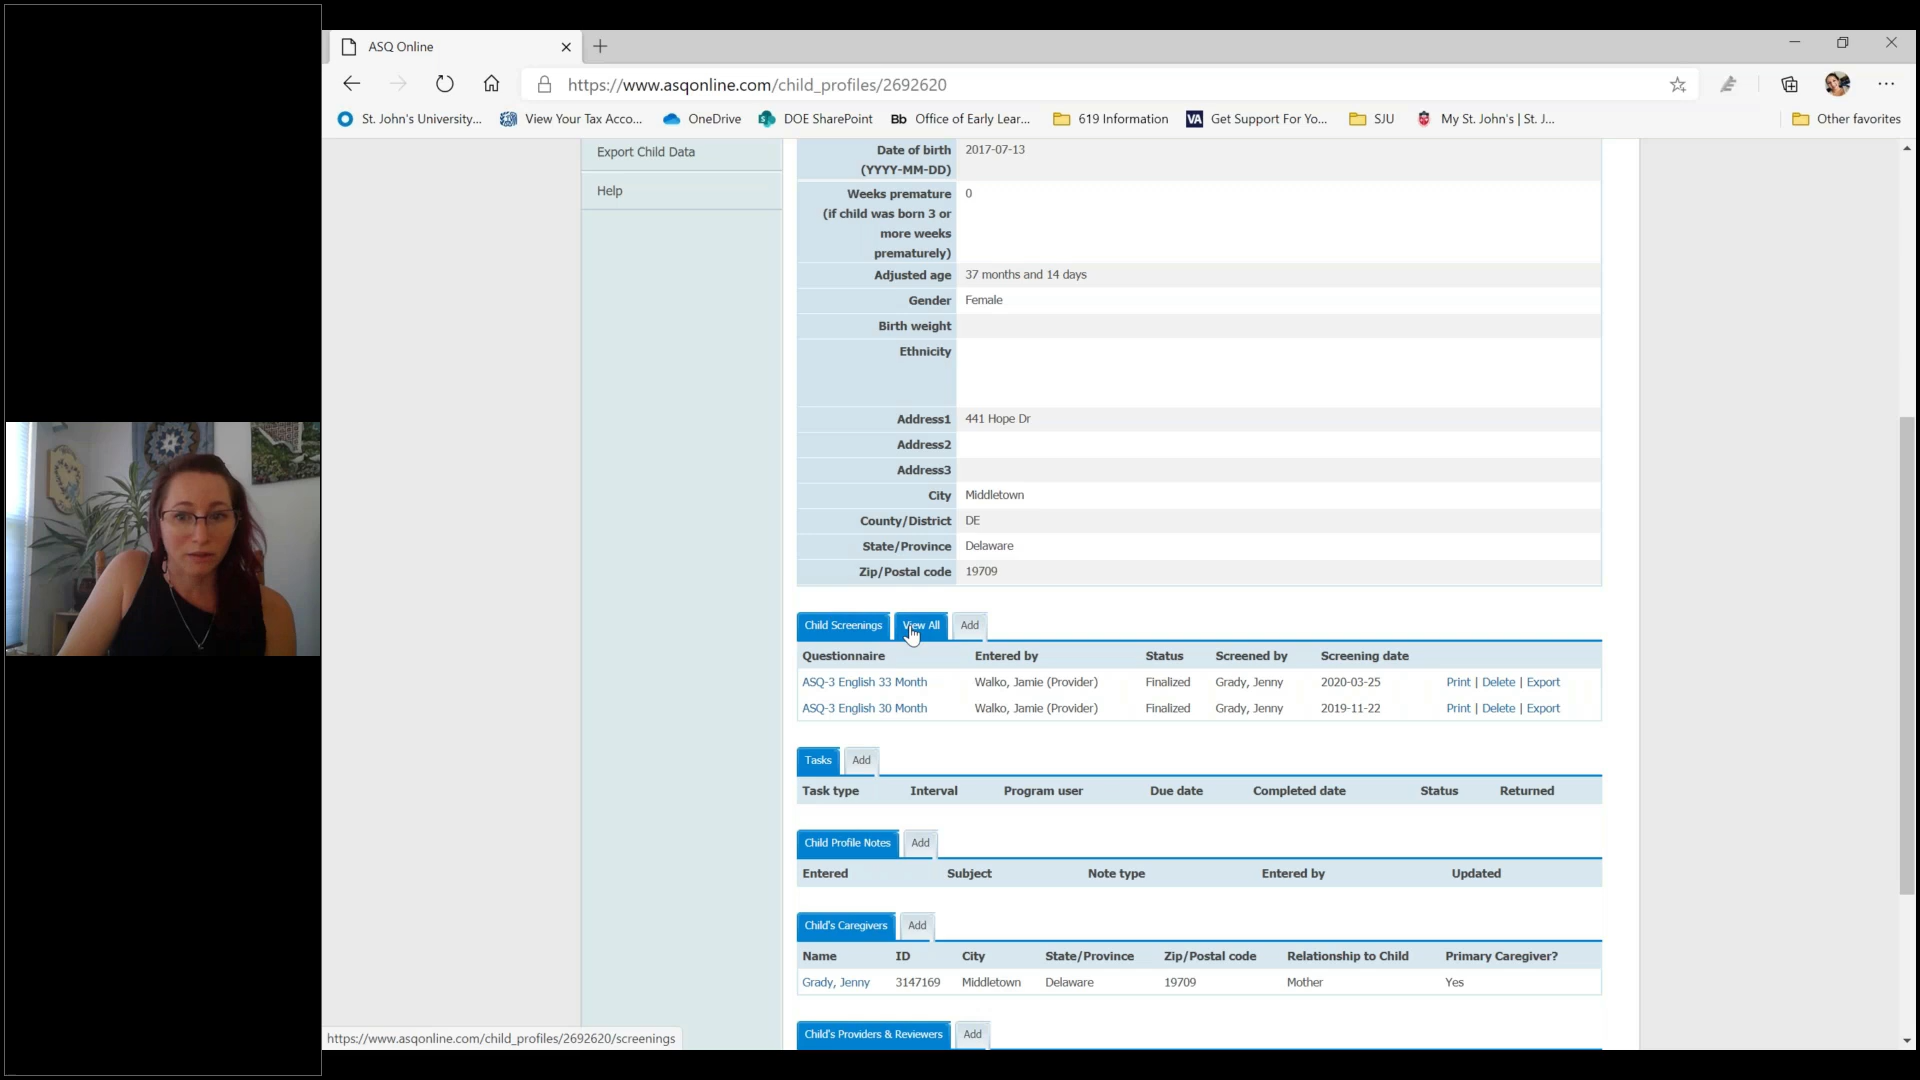 ASQ Online
https://www.asqonline.com/child_profiles/2692620
St. John's University... View Your Tax Acco... OneDrive DOE SharePoint Bb Office of Early Lear... 619 Information VA Get Support For Yo... SJU My St. John's | St. J... Other favorites
Export Child Data
Help
Date of birth 2017-07-13
(YYYY-MM-DD)
Weeks premature 0
(if child was born 3 or
more weeks
prematurely)
Adjusted age 37 months and 14 days
Gender Female
Birth weight
Ethnicity
Address1 441 Hope Dr
Address2
Address3
City Middletown
County/District DE
State/Province Delaware
Zip/Postal code 19709
Child Screenings View All Add
Questionnaire Entered by Status Screened by Screening date
ASQ-3 English 33 Month Walko, Jamie (Provider) Finalized Grady, Jenny 2020-03-25 Print | Delete | Export
ASQ-3 English 30 Month Walko, Jamie (Provider) Finalized Grady, Jenny 2019-11-22 Print | Delete | Export
Tasks Add
Task type Interval Program user Due date Completed date Status Returned
Child Profile Notes Add
Entered Subject Note type Entered by Updated
Child's Caregivers Add
Name ID City State/Province Zip/Postal code Relationship to Child Primary Caregiver?
Grady, Jenny 3147169 Middletown Delaware 19709 Mother Yes
Child's Providers & Reviewers Add
https://www.asqonline.com/child_profiles/2692620/screenings